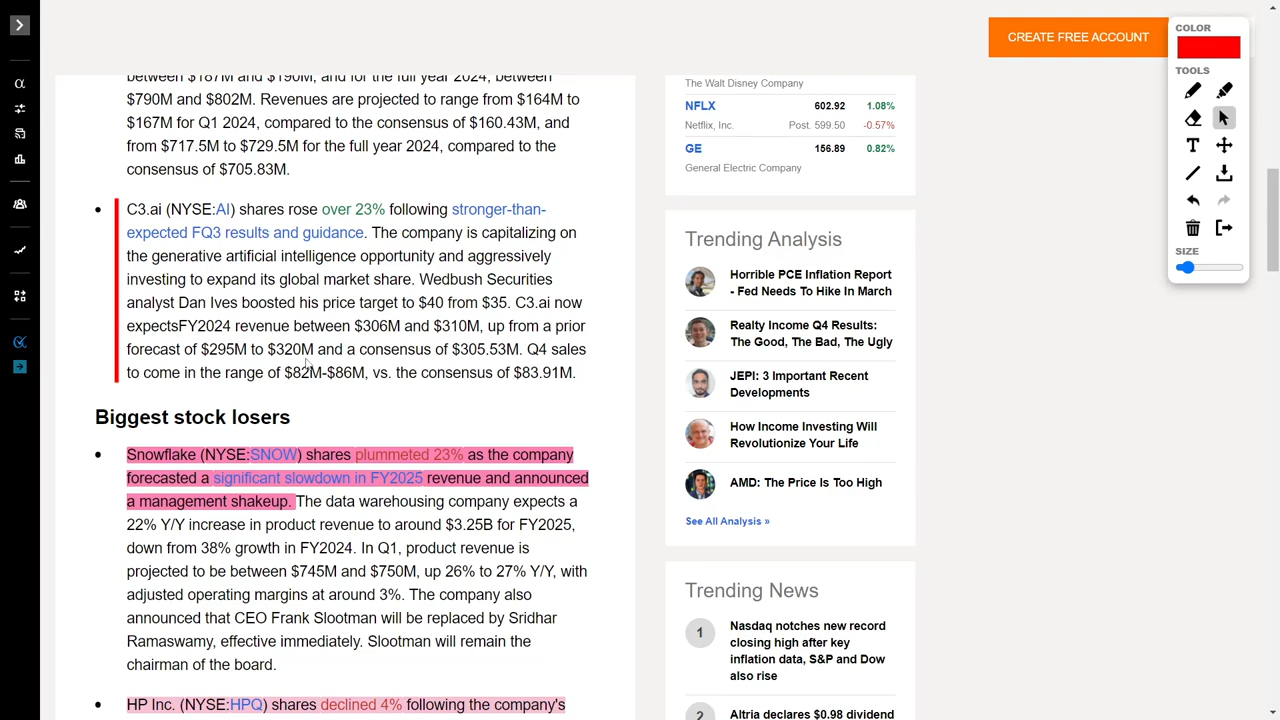 CREATE FREE ACCOUNT
COLOR
TOOLS
SIZE
between $187M and $190M, and for the full year 2024, between
$790M and $802M. Revenues are projected to range from $164M to
$167M for Q1 2024, compared to the consensus of $160.43M, and
from $717.5M to $729.5M for the full year 2024, compared to the
consensus of $705.83M.
C3.ai (NYSE:AI) shares rose over 23% following stronger-than-
expected FQ3 results and guidance. The company is capitalizing on
the generative artificial intelligence opportunity and aggressively
investing to expand its global market share. Wedbush Securities
analyst Dan Ives boosted his price target to $40 from $35. C3.ai now
expectsFY2024 revenue between $306M and $310M, up from a prior
forecast of $295M to $320M and a consensus of $305.53M. Q4 sales
to come in the range of $82M-$86M, vs. the consensus of $83.91M.
Biggest stock losers
Snowflake (NYSE:SNOW) shares plummeted 23% as the company
forecasted a significant slowdown in FY2025 revenue and announced
a management shakeup. The data warehousing company expects a
22% Y/Y increase in product revenue to around $3.25B for FY2025,
down from 38% growth in FY2024. In Q1, product revenue is
projected to be between $745M and $750M, up 26% to 27% Y/Y, with
adjusted operating margins at around 3%. The company also
announced that CEO Frank Slootman will be replaced by Sridhar
Ramaswamy, effective immediately. Slootman will remain the
chairman of the board.
HP Inc. (NYSE:HPQ) shares declined 4% following the company's
The Walt Disney Company
NFLX 602.92 1.08%
Netflix, Inc. Post. 599.50 -0.57%
GE 156.89 0.82%
General Electric Company
Trending Analysis
Horrible PCE Inflation Report
- Fed Needs To Hike In March
Realty Income Q4 Results:
The Good, The Bad, The Ugly
JEPI: 3 Important Recent
Developments
How Income Investing Will
Revolutionize Your Life
AMD: The Price Is Too High
See All Analysis »
Trending News
1
Nasdaq notches new record
closing high after key
inflation data, S&P and Dow
also rise
2
Altria declares $0.98 dividend